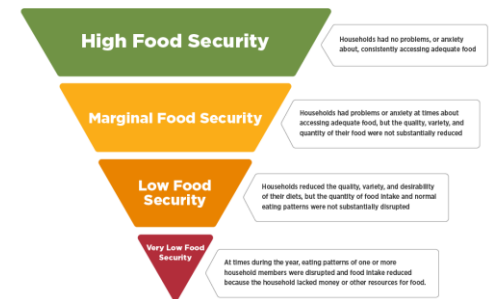 High Food Security
Households had no problems, or anxiety
about, consistently accessing adequate food
Marginal Food Security
Households had problems or anxiety at times about
accessing adequate food, but the quality, variety, and
quantity of their food were not substantially reduced
Low Food
Security
Households reduced the quality, variety, and desirability
of their diets, but the quantity of food intake and normal
eating patterns were not substantially disrupted
Very Low Food
Security
At times during the year, eating patterns of one or more
household members were disrupted and food intake reduced
because the household lacked money or other resources for food.